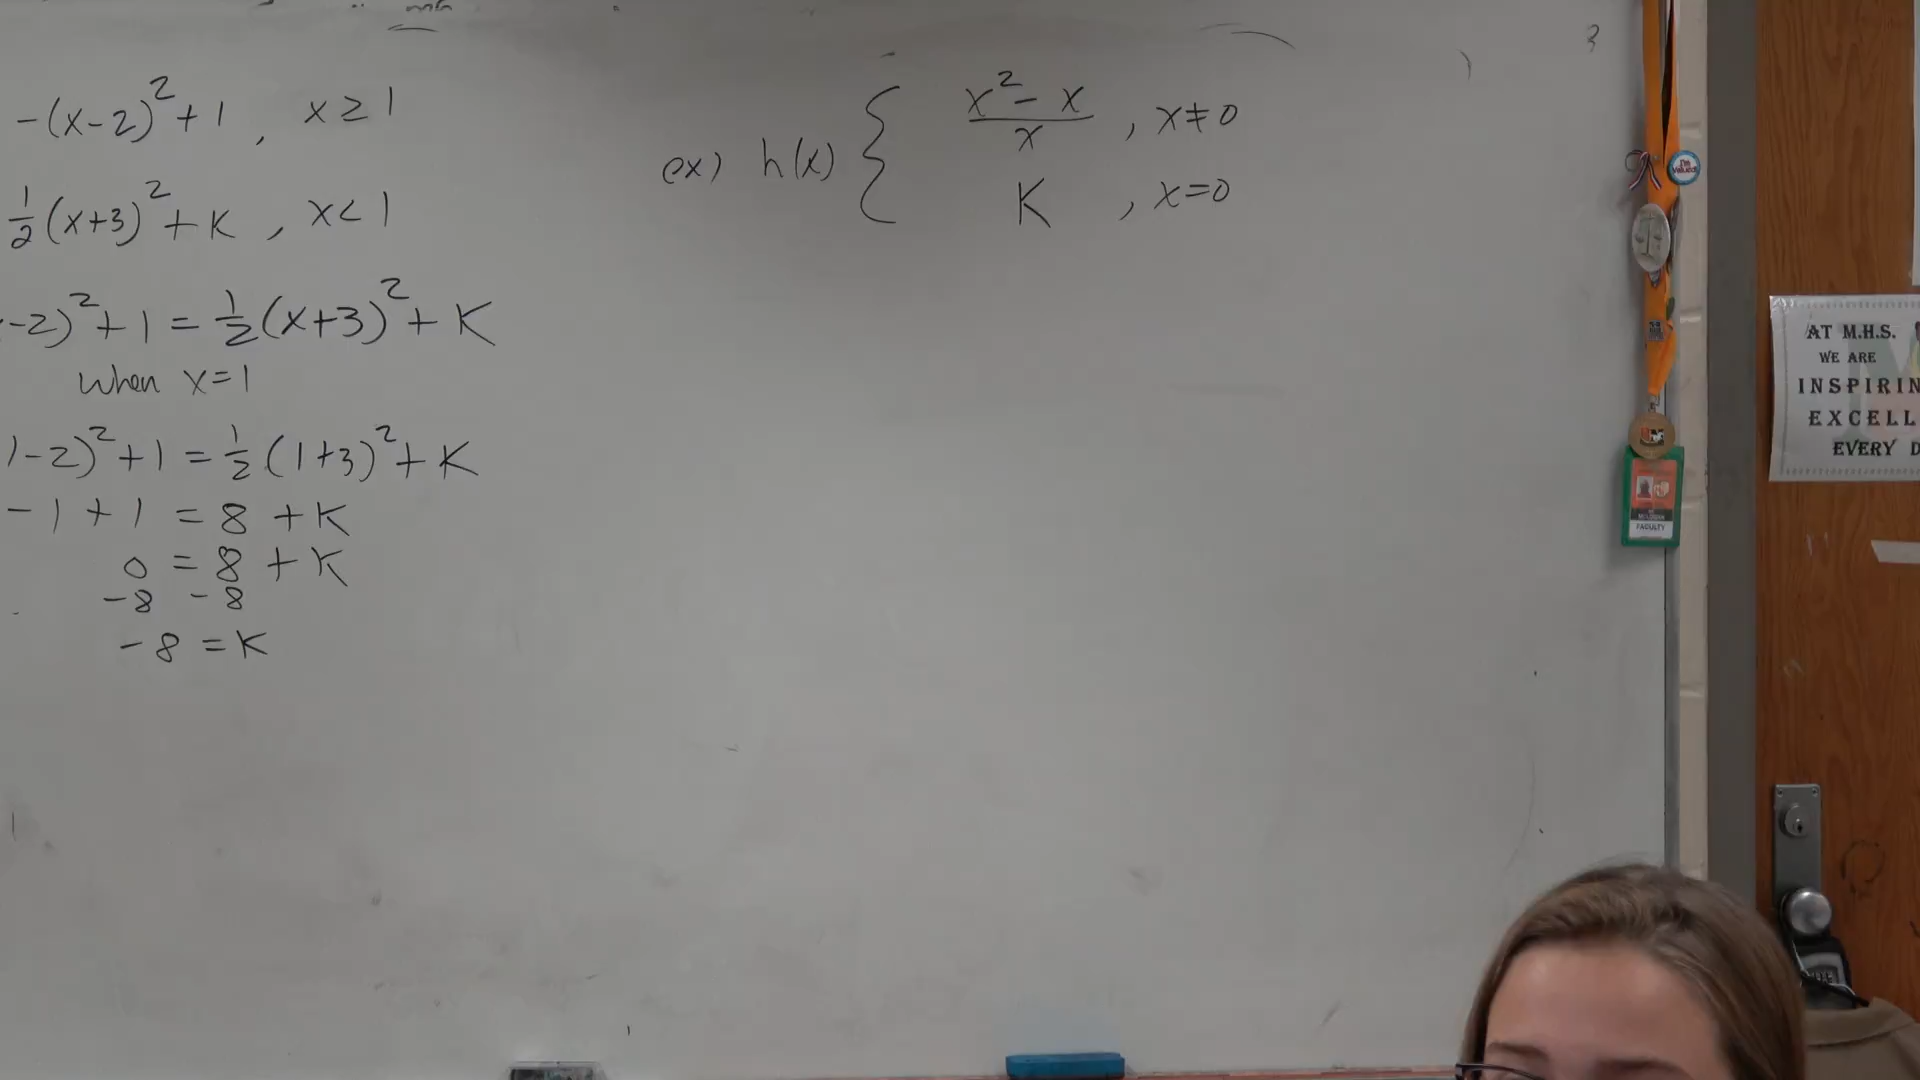 -(x-2)²+1 , x ≥ 1
½(x+3)²+K , x < 1
-2)²+1 = ½(x+3)²+K
when x=1
1-2)²+1 = ½(1+3)²+K
-1+1 = 8+K
0 = 8+K
-8 -8
-8 = K
ex) h(x) { (x²-x)/x , x≠0
K , x=0
3
AT M.H.S.
WE ARE
INSPIRIN
EXCELL
EVERY D
FACULTY